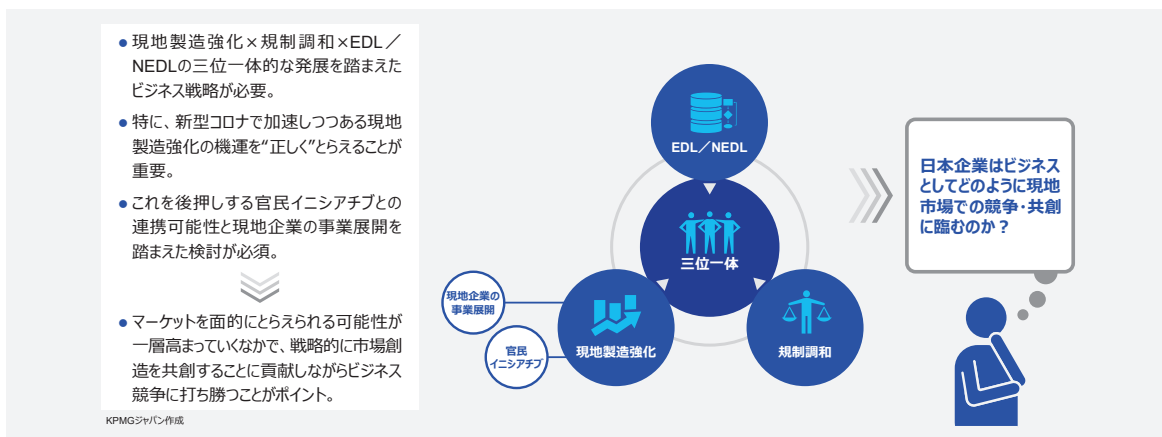 ●現地製造強化×規制調和×EDL／
NEDLの三位一体的な発展を踏まえた
ビジネス戦略が必要。
●特に、新型コロナで加速しつつある現地
製造強化の機運を“正しく”とらえることが
重要。
●これを後押しする官民イニシアチブとの
連携可能性と現地企業の事業展開を
踏まえた検討が必須。
●マーケットを面的にとらえられる可能性が
一層高まっていくなかで、戦略的に市場創
造を共創することに貢献しながらビジネス
競争に打ち勝つことがポイント。
KPMGジャパン作成
EDL／NEDL
三位一体
現地企業の
事業展開
官民
イニシアチブ
現地製造強化
規制調和
日本企業はビジネス
としてどのように現地
市場での競争・共創
に臨むのか？